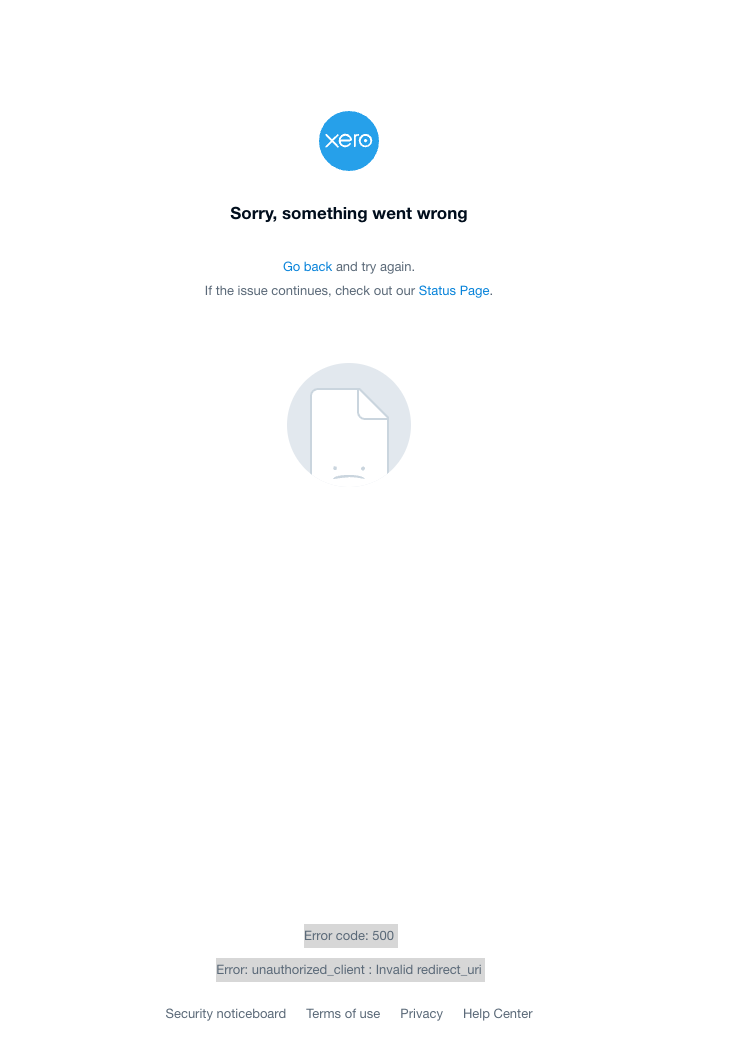 xero
Sorry, something went wrong
Go back and try again.
If the issue continues, check out our Status Page.
Error code: 500
Error: unauthorized_client : Invalid redirect_uri
Security noticeboard Terms of use Privacy Help Center